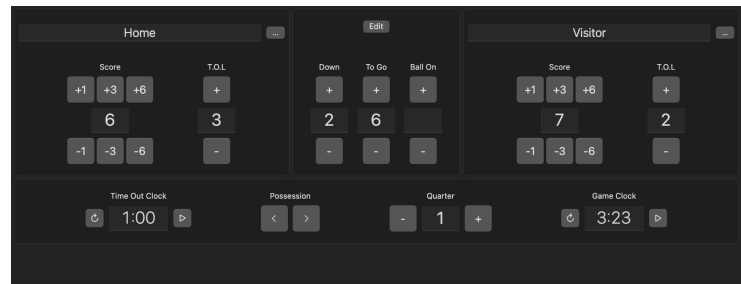 Edit
Home ... Visitor ...
Score T.O.L Down To Go Ball On Score T.O.L
+1 +3 +6 + + + + +1 +3 +6 +
6 3 2 6 7 2
-1 -3 -6 - - - - -1 -3 -6 -
Time Out Clock Possession Quarter Game Clock
1:00 < > - 1 + 3:23